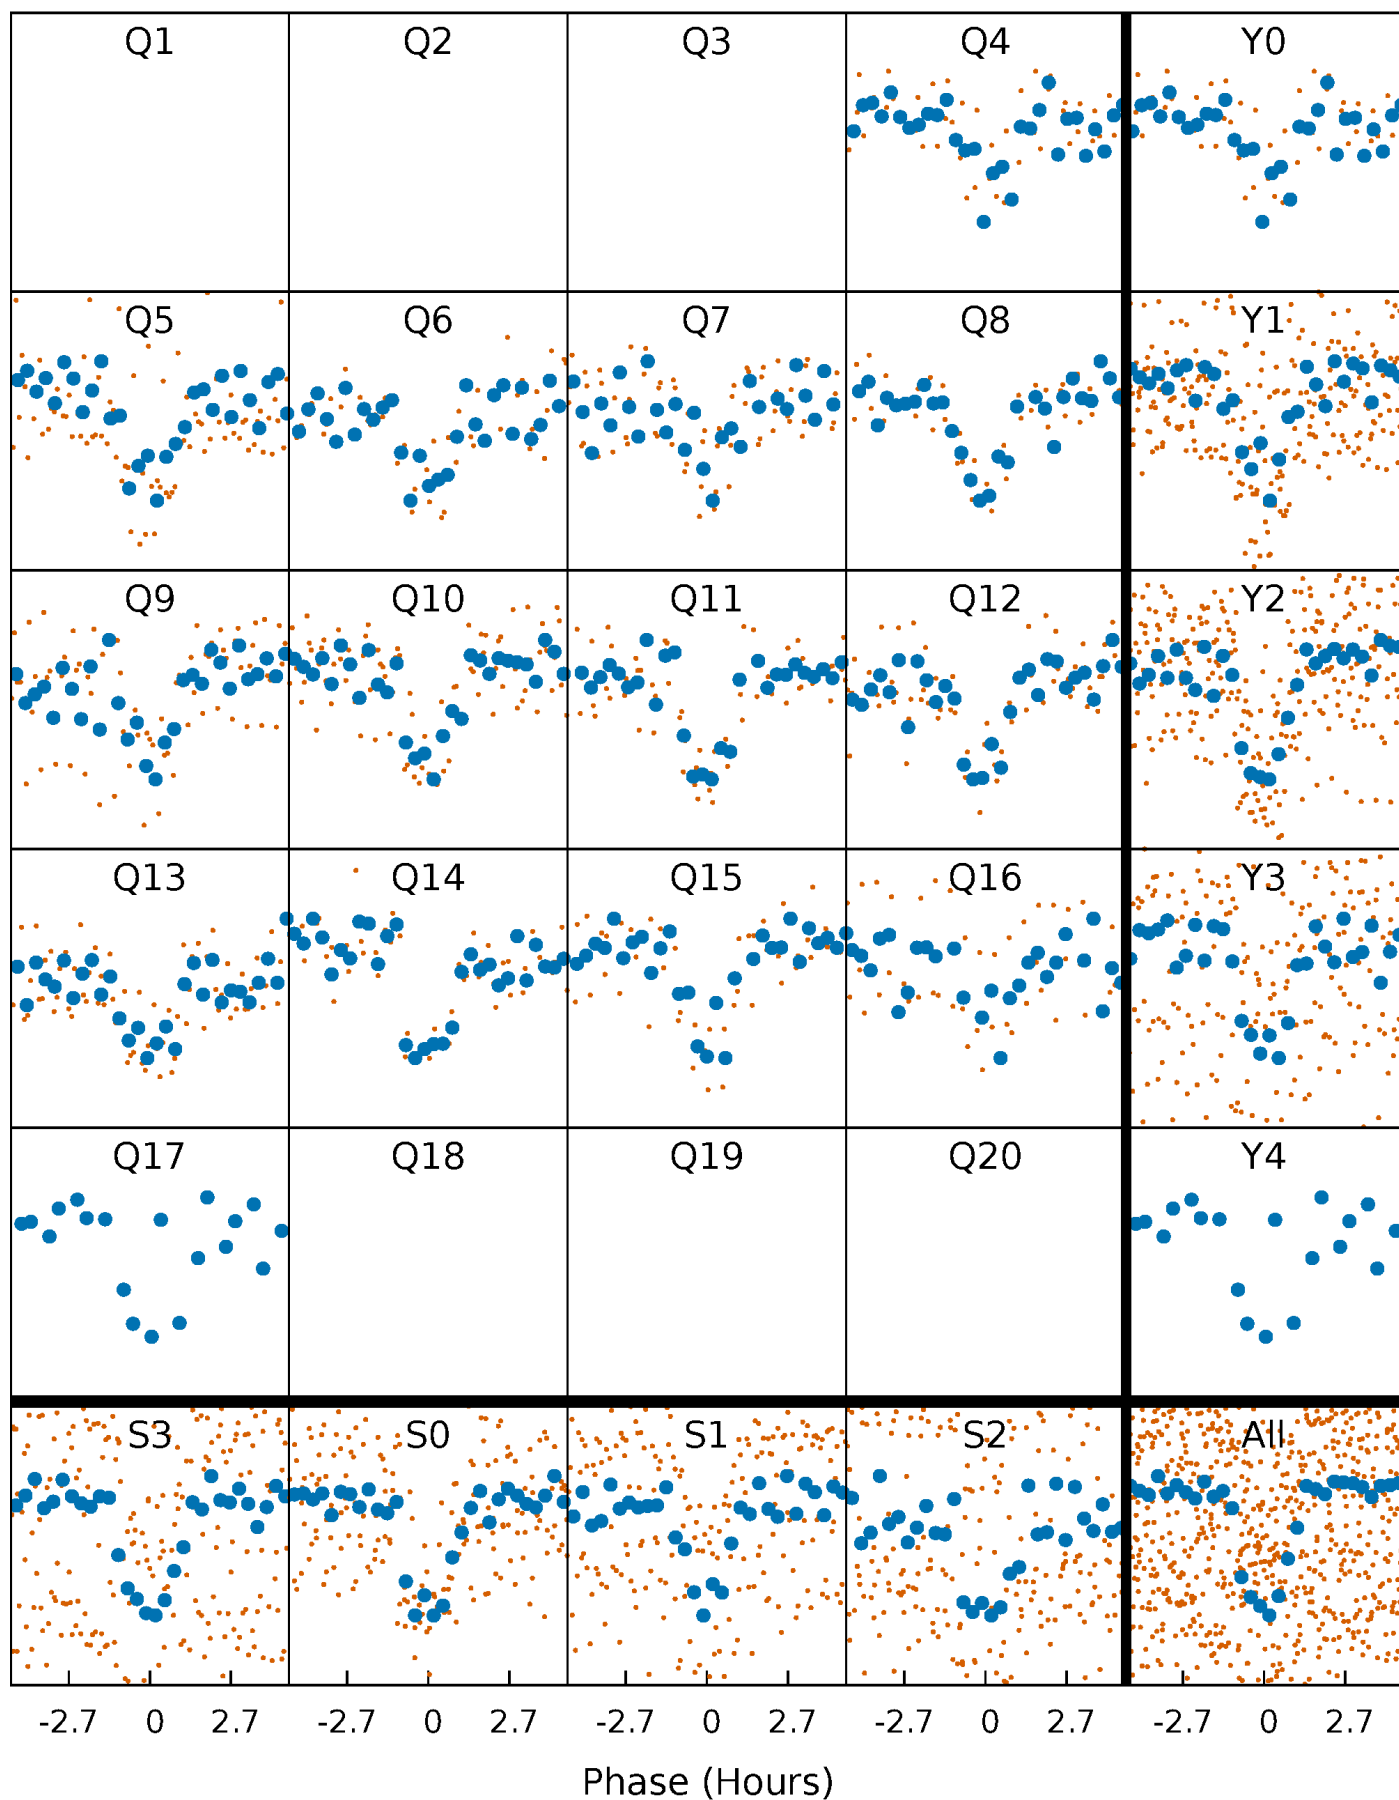 Q1 Q2 Q3 Q4 Y0
Q5 Q6 Q7 Q8 Y1
Q9 Q10 Q11 Q12 Y2
Q13 Q14 Q15 Q16 Y3
Q17 Q18 Q19 Q20 Y4
S3 S0 S1 S2 All
-2.7 0 2.7 -2.7 0 2.7 -2.7 0 2.7 -2.7 0 2.7 -2.7 0 2.7
Phase (Hours)